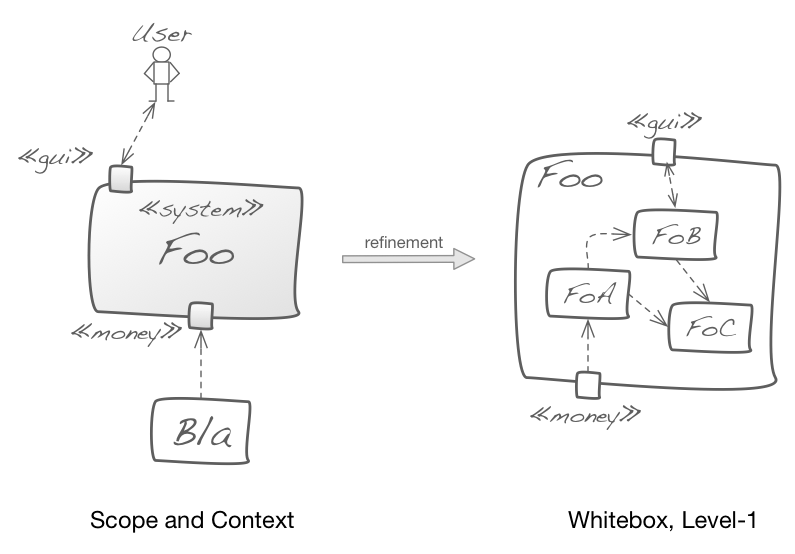 User
«gui»
«system»
Foo
«money»
Bla
Scope and Context
refinement
«gui»
Foo
FoB
FoA
FoC
«money»
Whitebox, Level-1